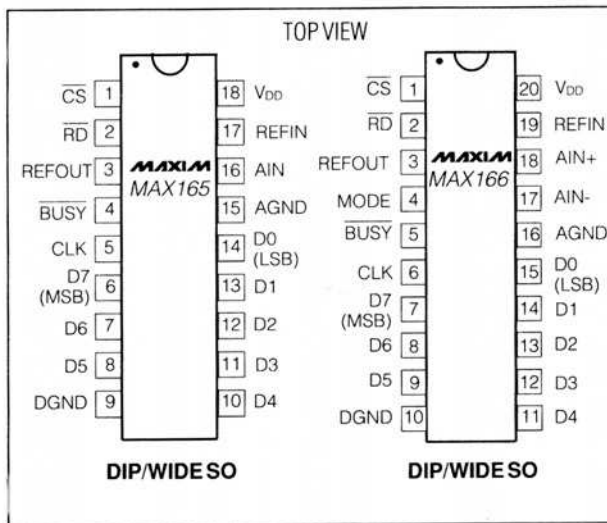 TOP VIEW
CS 1
RD 2
REFOUT 3
BUSY 4
CLK 5
D7
(MSB) 6
D6 7
D5 8
DGND 9
MAXIM
MAX165
18 VDD
17 REFIN
16 AIN
15 AGND
14 D0
(LSB)
13 D1
12 D2
11 D3
10 D4
DIP/WIDE SO
CS 1
RD 2
REFOUT 3
MODE 4
BUSY 5
CLK 6
D7
(MSB) 7
D6 8
D5 9
DGND 10
MAXIM
MAX166
20 VDD
19 REFIN
18 AIN+
17 AIN-
16 AGND
15 D0
(LSB)
14 D1
13 D2
12 D3
11 D4
DIP/WIDE SO